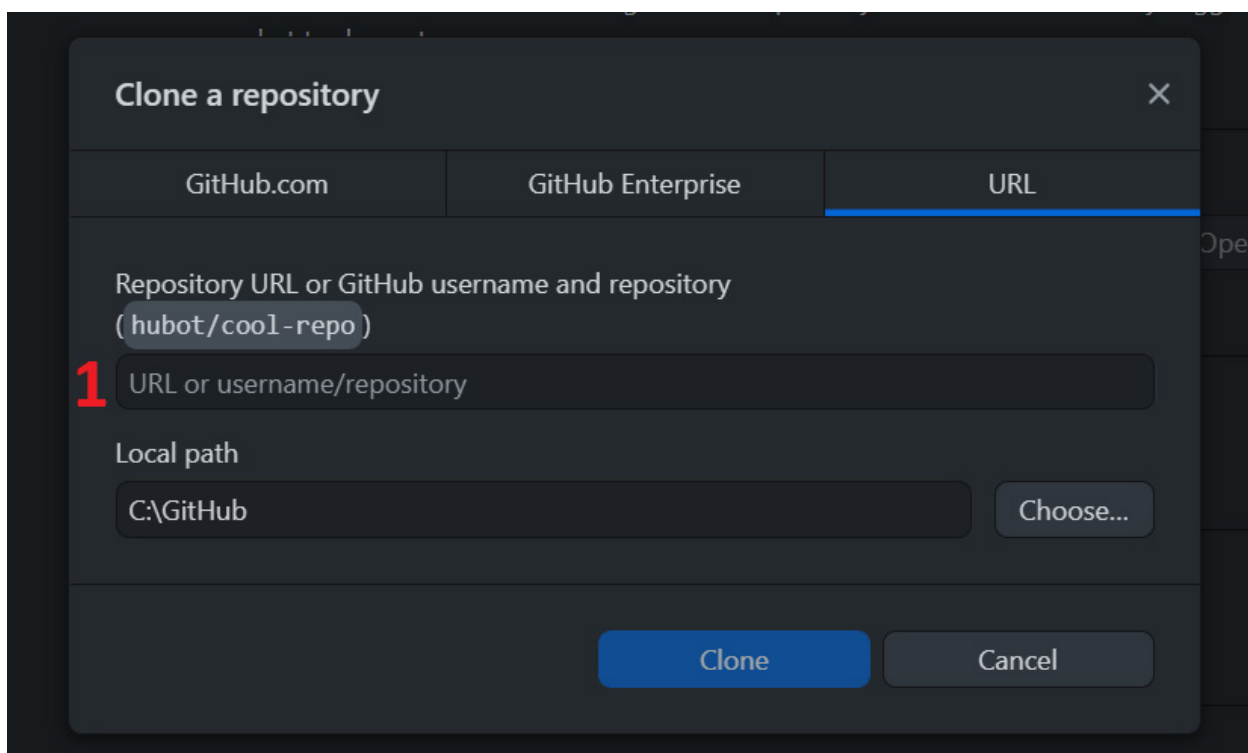 Clone a repository
GitHub.com
GitHub Enterprise
URL
Repository URL or GitHub username and repository
(hubot/cool-repo)
1
URL or username/repository
Local path
C:\GitHub
Choose...
Clone
Cancel
Ope